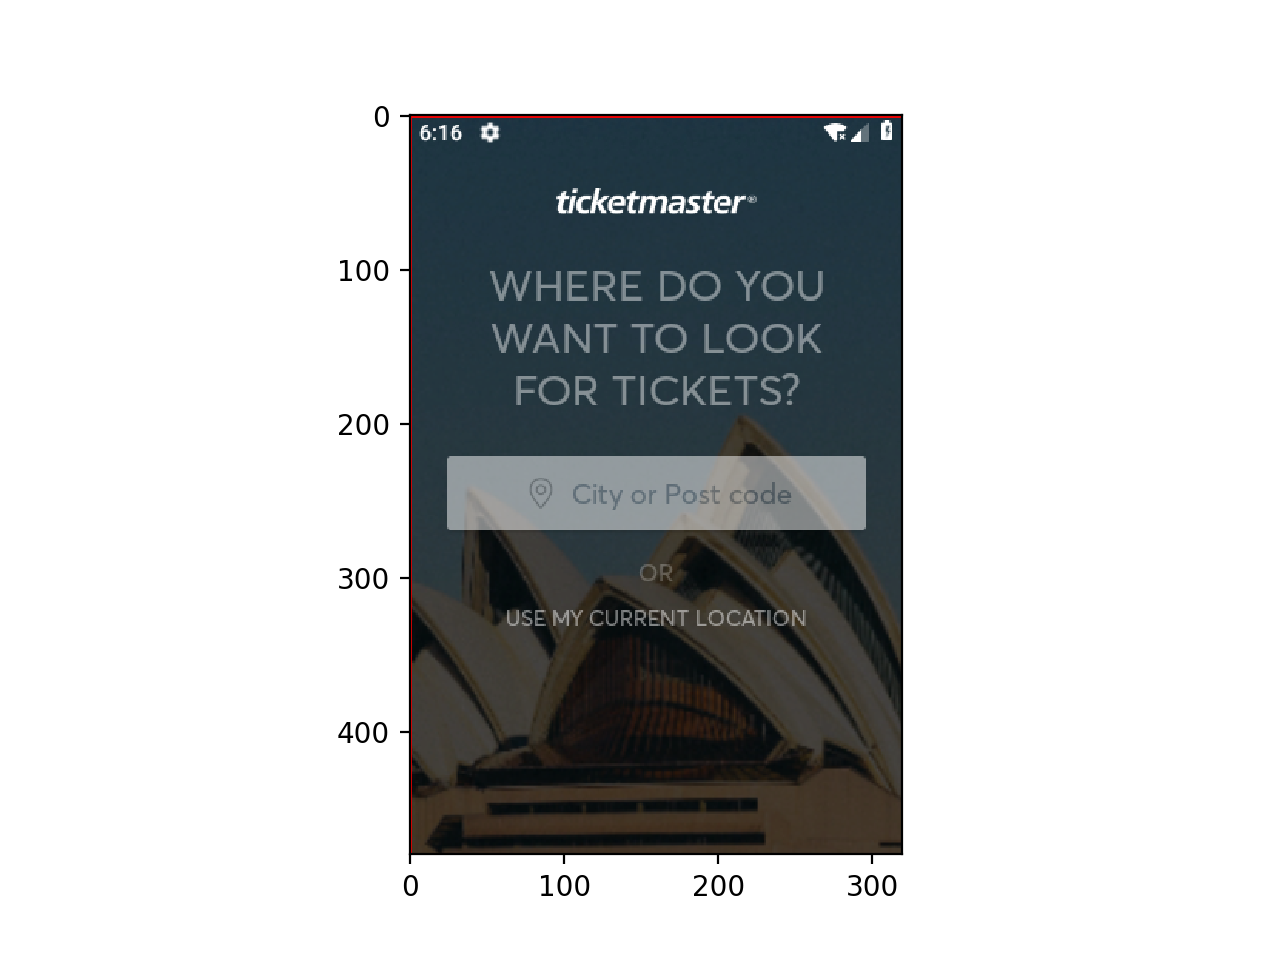 0
100
200
300
400
0 100 200 300
6:16
ticketmaster®
WHERE DO YOU
WANT TO LOOK
FOR TICKETS?
City or Post code
OR
USE MY CURRENT LOCATION